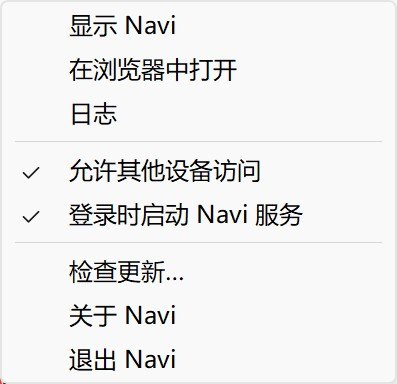 显示 Navi
在浏览器中打开
日志
允许其他设备访问
登录时启动 Navi 服务
检查更新...
关于 Navi
退出 Navi